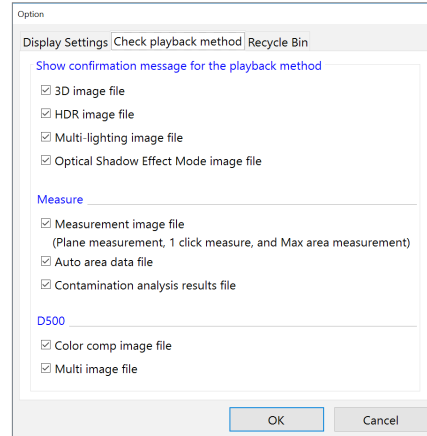 Option
Display Settings Check playback method Recycle Bin
Show confirmation message for the playback method
3D image file
HDR image file
Multi-lighting image file
Optical Shadow Effect Mode image file
Measure
Measurement image file
(Plane measurement, 1 click measure, and Max area measurement)
Auto area data file
Contamination analysis results file
D500
Color comp image file
Multi image file
OK Cancel